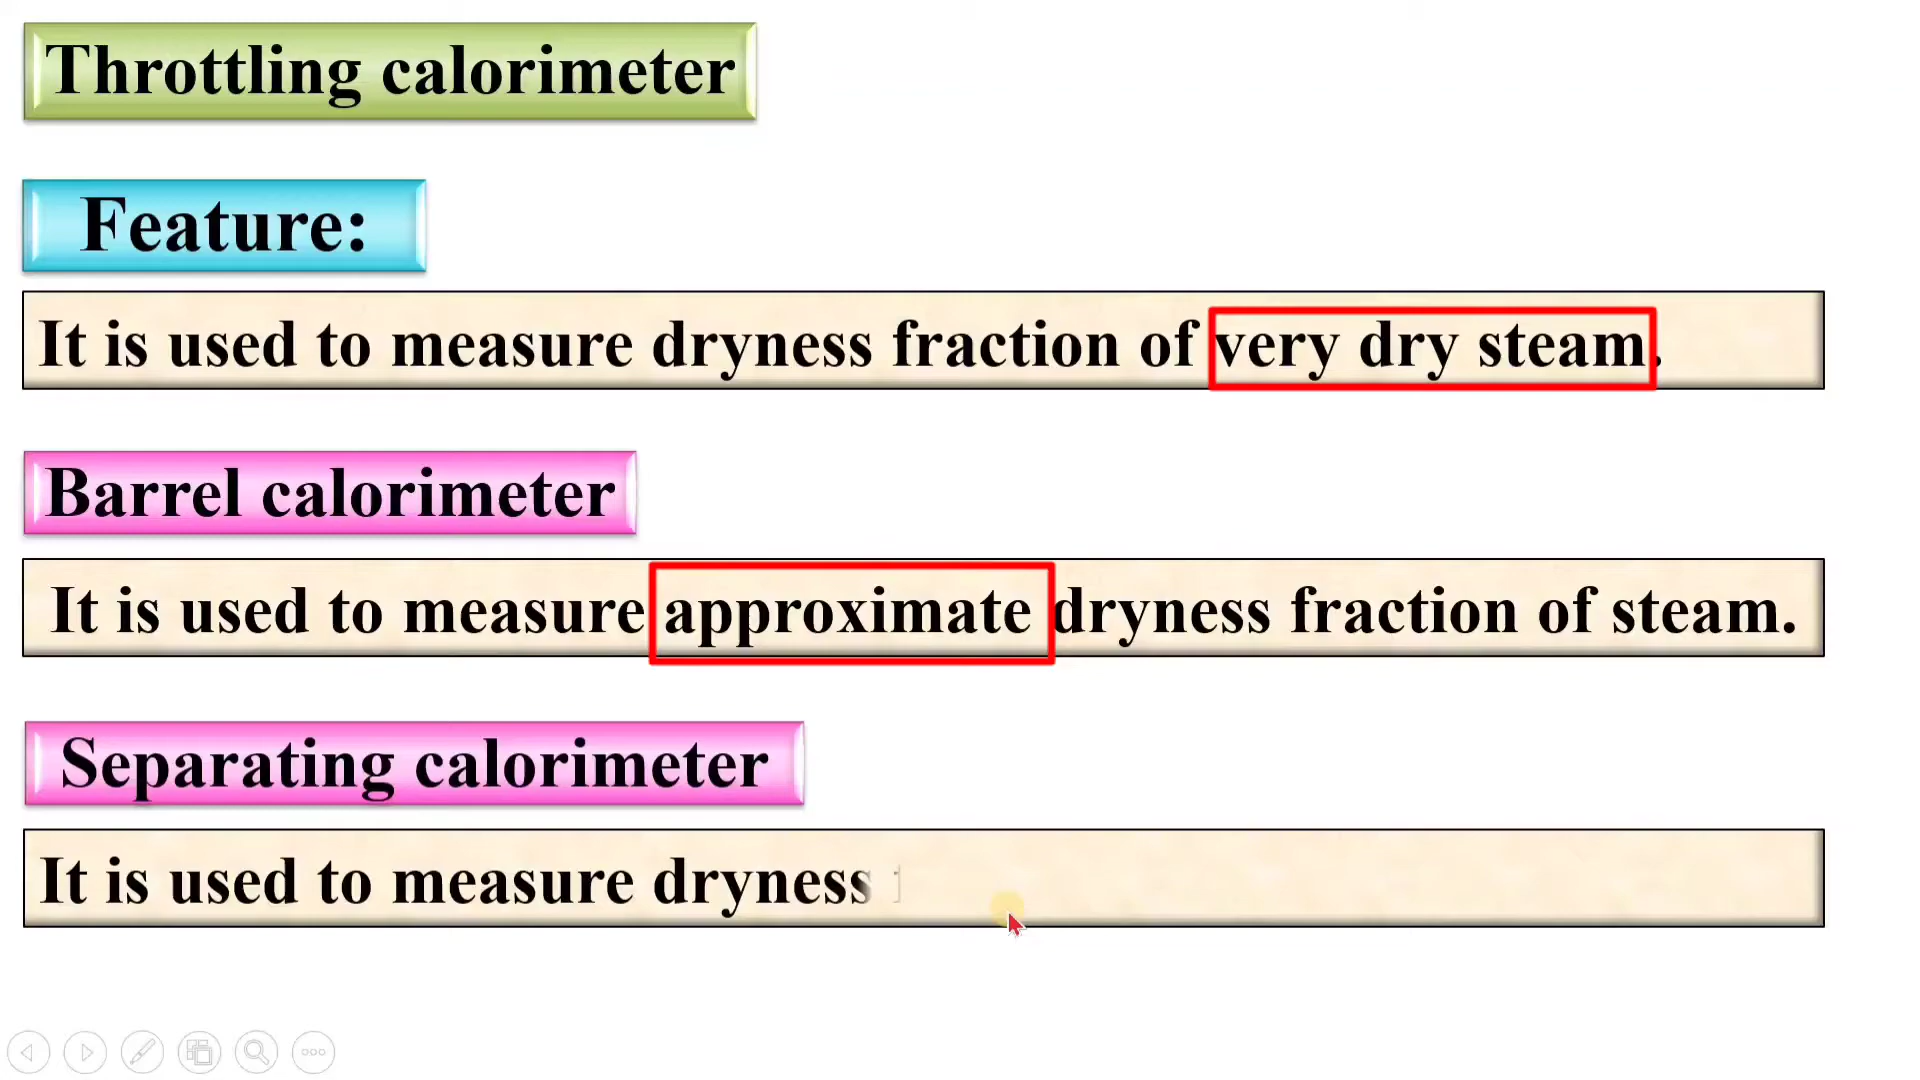 Throttling calorimeter
Feature:
It is used to measure dryness fraction of very dry steam.
Barrel calorimeter
It is used to measure approximate dryness fraction of steam.
Separating calorimeter
It is used to measure dryness